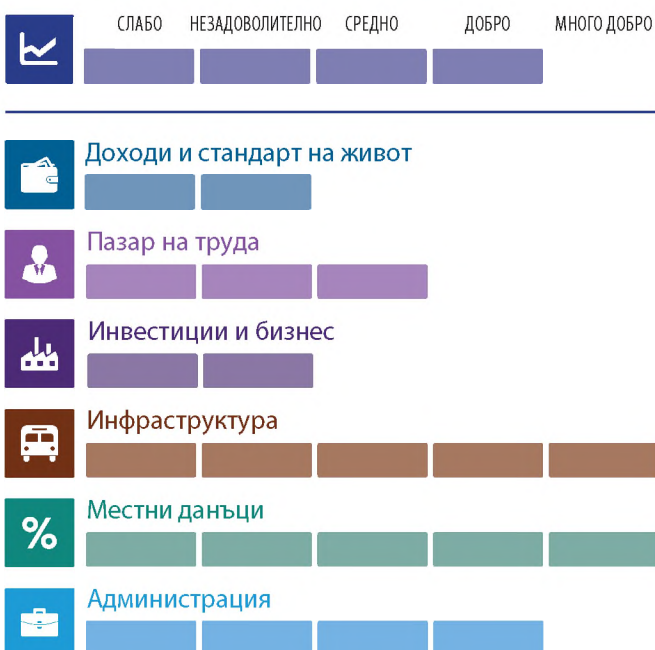 СЛАБО НЕЗАДОВОЛИТЕЛНО СРЕДНО ДОБРО МНОГО ДОБРО
Доходи и стандарт на живот
Пазар на труда
Инвестиции и бизнес
Инфраструктура
%
Местни данъци
Администрация